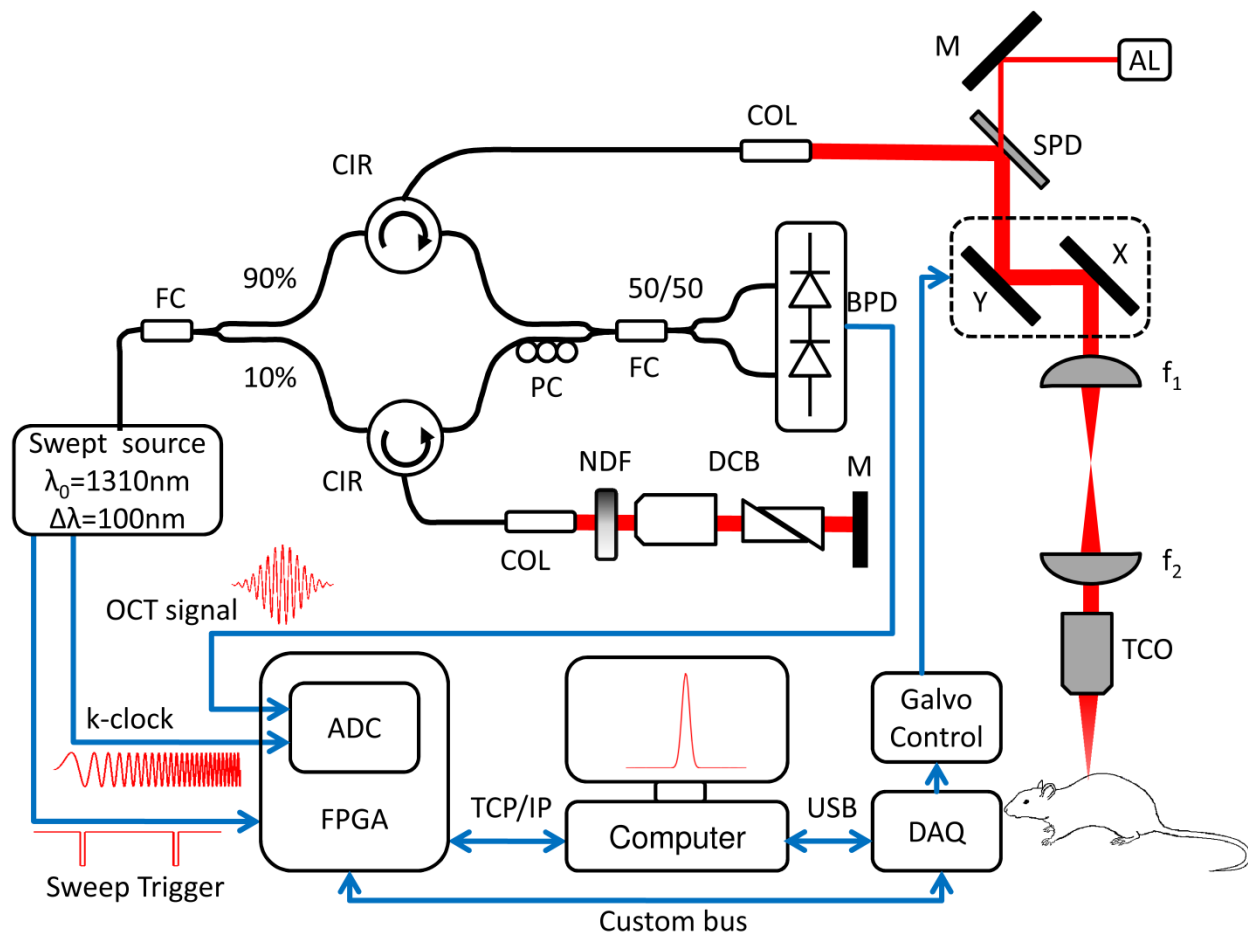 M
AL
COL
SPD
CIR
X
90%
FC
50/50
BPD
Y
10%
PC
FC
f1
Swept source
λ0=1310nm
Δλ=100nm
CIR
NDF
DCB
M
COL
f2
OCT signal
TCO
k-clock
ADC
Galvo
Control
FPGA
TCP/IP
Computer
USB
DAQ
Sweep Trigger
Custom bus